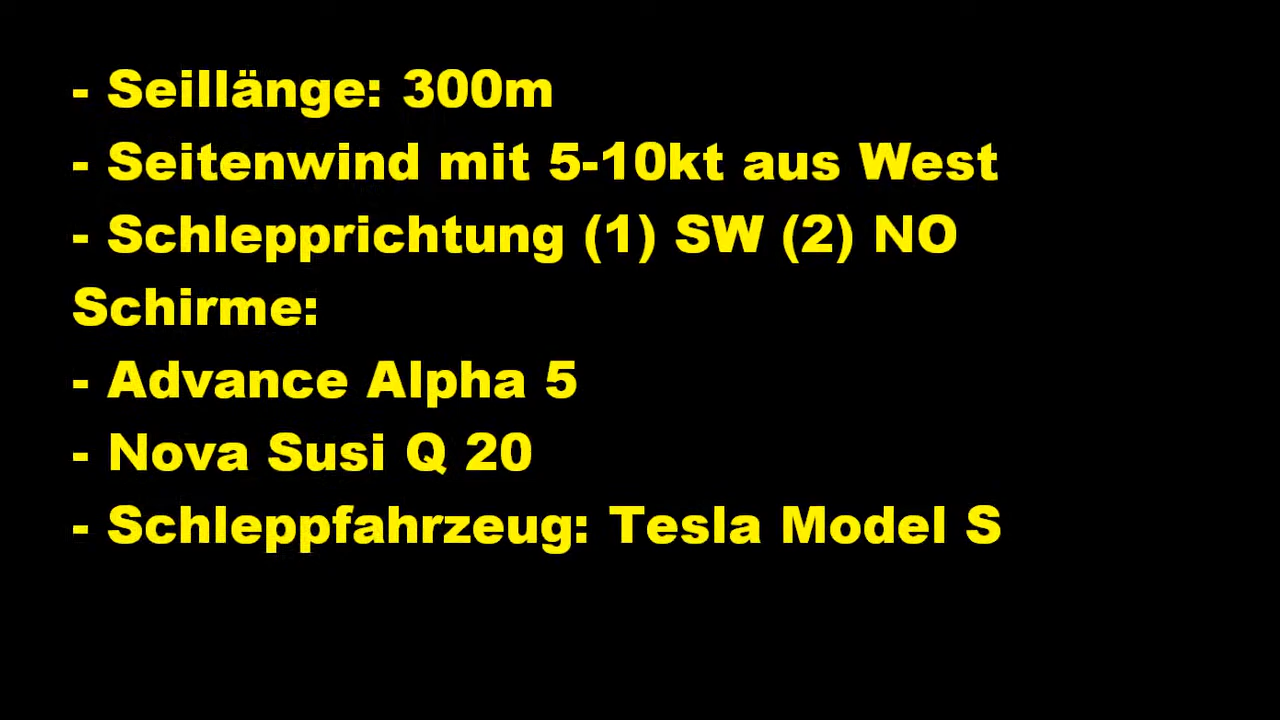 - Seillänge: 300m
- Seitenwind mit 5-10kt aus West
- Schlepprichtung (1) SW (2) NO
Schirme:
- Advance Alpha 5
- Nova Susi Q 20
- Schleppfahrzeug: Tesla Model S